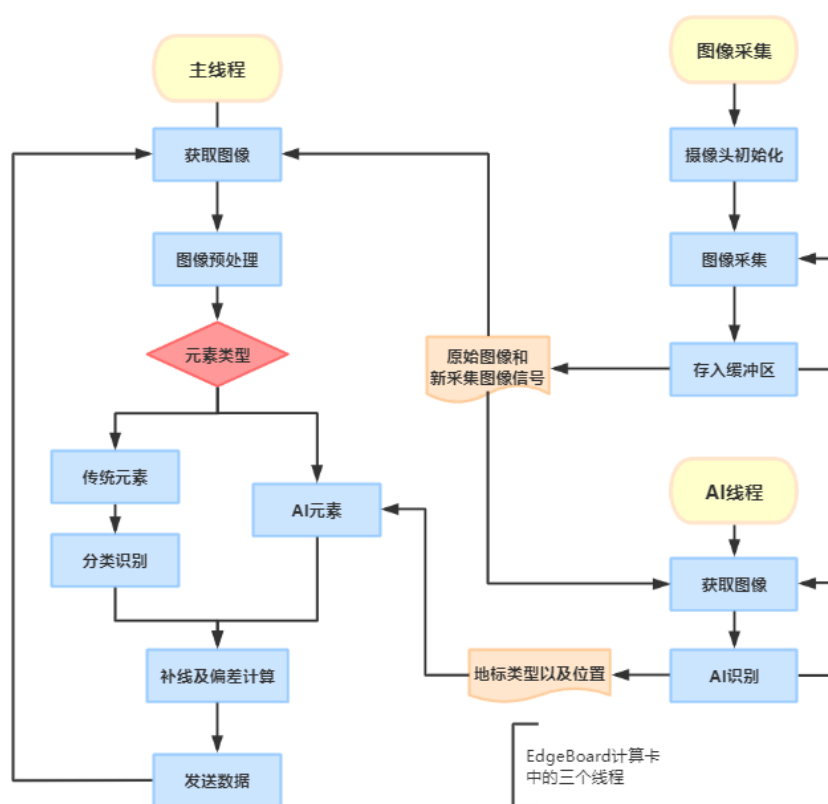 主线程
获取图像
图像预处理
元素类型
传统元素
分类识别
AI元素
补线及偏差计算
发送数据
原始图像和
新采集图像信号
地标类型以及位置
图像采集
摄像头初始化
图像采集
存入缓冲区
AI线程
获取图像
AI识别
EdgeBoard计算卡
中的三个线程